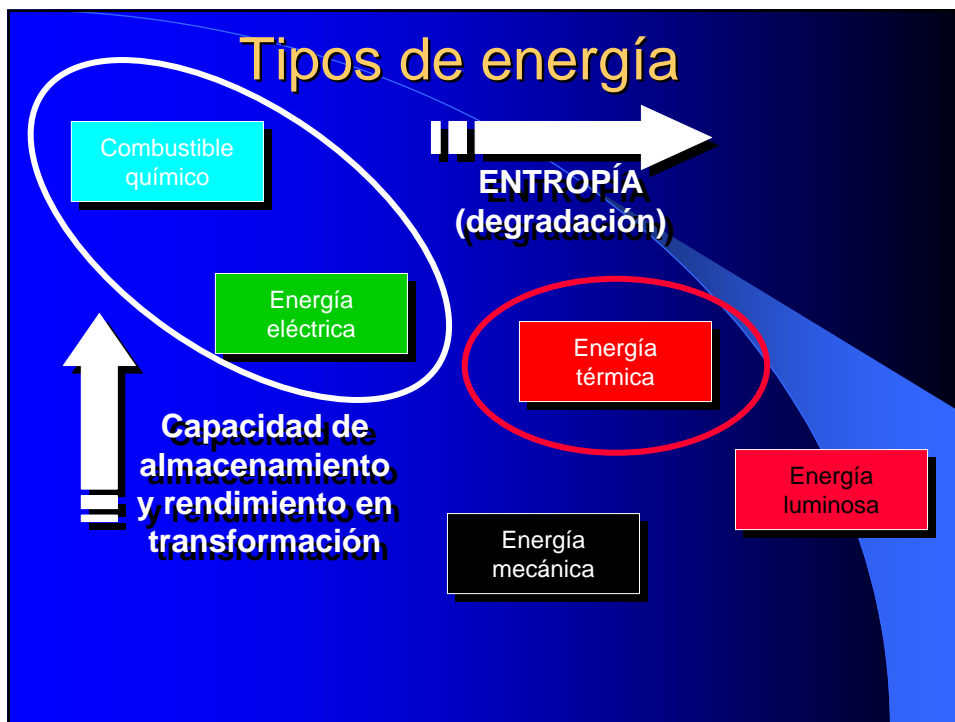 Tipos de energía
Combustible
químico
ENTROPÍA
(degradación)
Energía
eléctrica
Energía
térmica
Capacidad de
almacenamiento
y rendimiento en
transformación
Energía
luminosa
Energía
mecánica